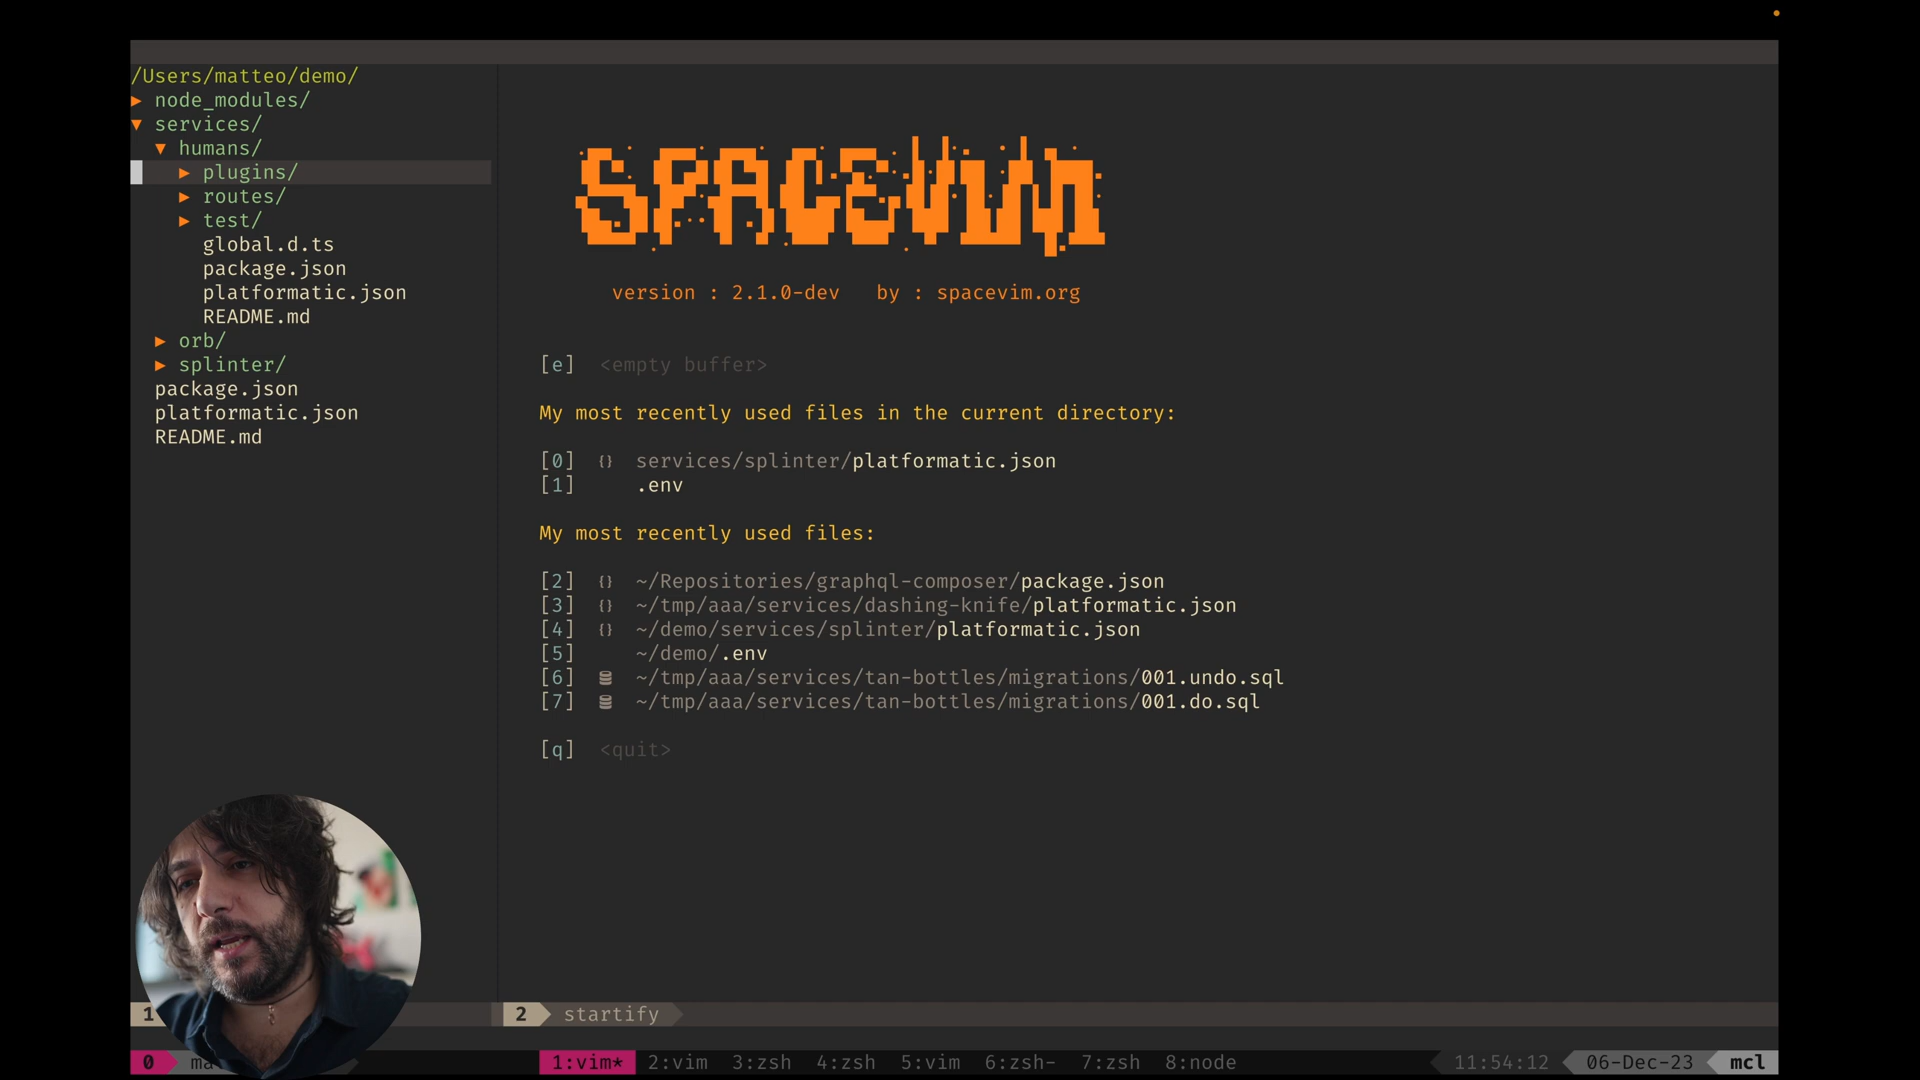 /Users/matteo/demo/
node_modules/
services/
humans/
plugins/
routes/
test/
global.d.ts
package.json
platformatic.json
README.md
orb/
splinter/
package.json
platformatic.json
README.md
SPACEVIM
version : 2.1.0-dev by : spacevim.org
[e] <empty buffer>
My most recently used files in the current directory:
[0] {} services/splinter/platformatic.json
[1] .env
My most recently used files:
[2] {} ~/Repositories/graphql-composer/package.json
[3] {} ~/tmp/aaa/services/dashing-knife/platformatic.json
[4] {} ~/demo/services/splinter/platformatic.json
[5] ~/demo/.env
[6] ~/tmp/aaa/services/tan-bottles/migrations/001.undo.sql
[7] ~/tmp/aaa/services/tan-bottles/migrations/001.do.sql
[q] <quit>
1 2 startify
0 1:vim* 2:vim 3:zsh 4:zsh 5:vim 6:zsh- 7:zsh 8:node 11:54:12 06-Dec-23 mcl